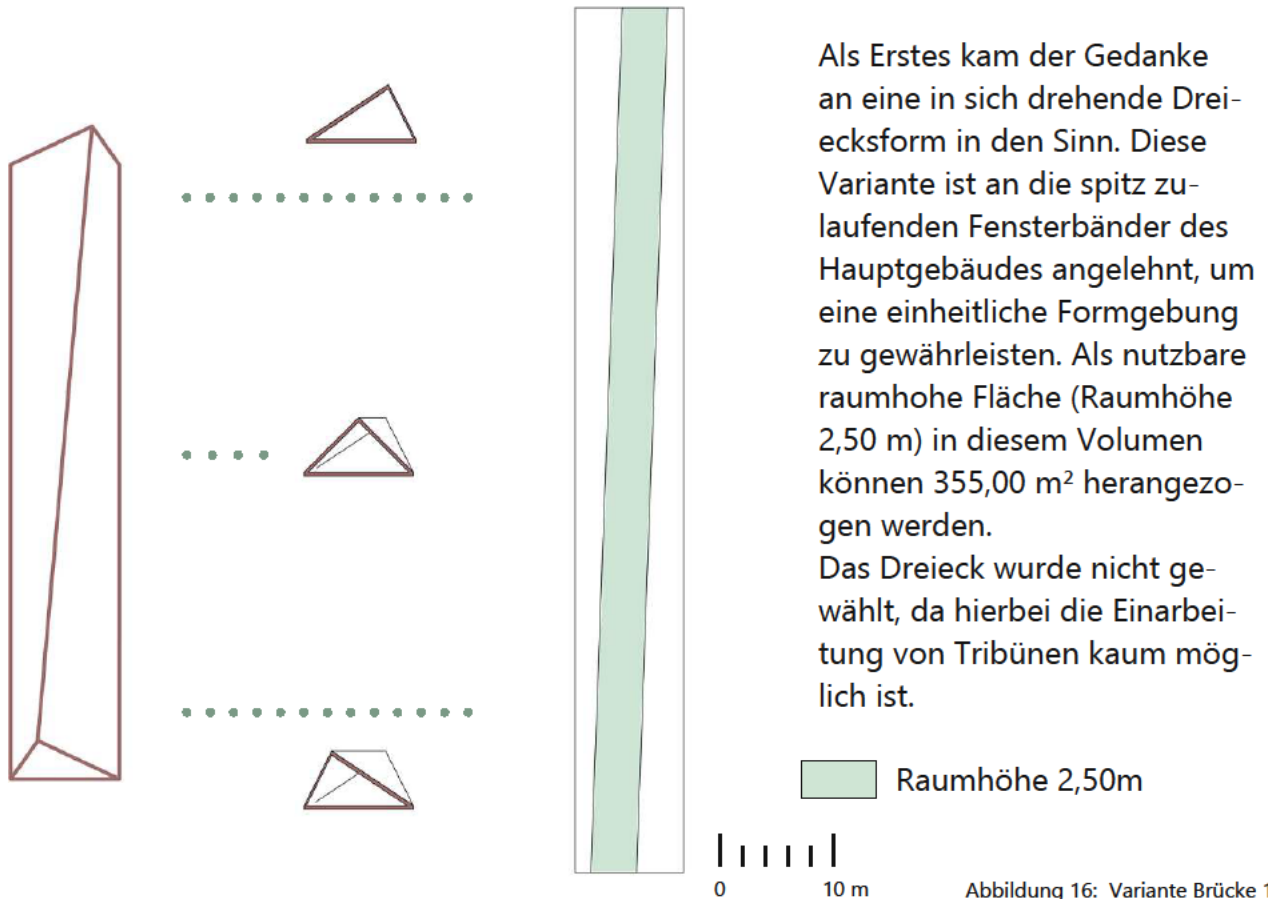 Als Erstes kam der Gedanke
an eine in sich drehende Drei-
ecksform in den Sinn. Diese
Variante ist an die spitz zu-
laufenden Fensterbänder des
Hauptgebäudes angelehnt, um
eine einheitliche Formgebung
zu gewährleisten. Als nutzbare
raumhohe Fläche (Raumhöhe
2,50 m) in diesem Volumen
können 355,00 m² herangezo-
gen werden.
Das Dreieck wurde nicht ge-
wählt, da hierbei die Einarbei-
tung von Tribünen kaum mög-
lich ist.
Raumhöhe 2,50m
0 10 m
Abbildung 16: Variante Brücke 1